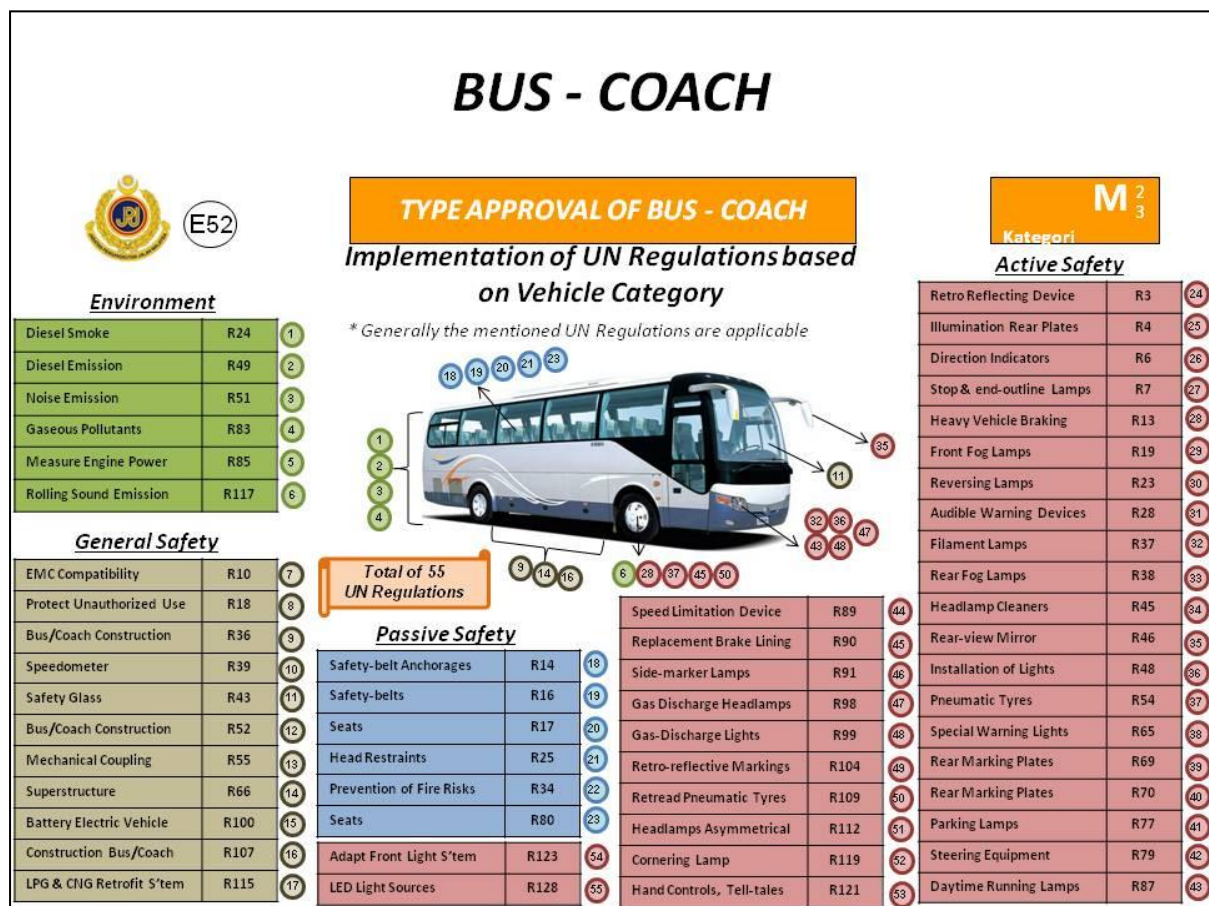 BUS - COACH
E52
TYPE APPROVAL OF BUS - COACH
M 2 3
Kategori
Implementation of UN Regulations based
on Vehicle Category
* Generally the mentioned UN Regulations are applicable
Environment
Diesel Smoke R24 1
Diesel Emission R49 2
Noise Emission R51 3
Gaseous Pollutants R83 4
Measure Engine Power R85 5
Rolling Sound Emission R117 6
General Safety
EMC Compatibility R10 7
Protect Unauthorized Use R18 8
Bus/Coach Construction R36 9
Speedometer R39 10
Safety Glass R43 11
Bus/Coach Construction R52 12
Mechanical Coupling R55 13
Superstructure R66 14
Battery Electric Vehicle R100 15
Construction Bus/Coach R107 16
LPG & CNG Retrofit S'tem R115 17
18 19 20 21 23
1
2
3
4
35
11
32 36 47
43 48
9 14 16
6 28 37 45 50
Total of 55
UN Regulations
Passive Safety
Safety-belt Anchorages R14 18
Safety-belts R16 19
Seats R17 20
Head Restraints R25 21
Prevention of Fire Risks R34 22
Seats R80 23
Adapt Front Light S'tem R123 54
LED Light Sources R128 55
Speed Limitation Device R89 44
Replacement Brake Lining R90 45
Side-marker Lamps R91 46
Gas Discharge Headlamps R98 47
Gas-Discharge Lights R99 48
Retro-reflective Markings R104 49
Retread Pneumatic Tyres R109 50
Headlamps Asymmetrical R112 51
Cornering Lamp R119 52
Hand Controls, Tell-tales R121 53
Active Safety
Retro Reflecting Device R3 24
Illumination Rear Plates R4 25
Direction Indicators R6 26
Stop & end-outline Lamps R7 27
Heavy Vehicle Braking R13 28
Front Fog Lamps R19 29
Reversing Lamps R23 30
Audible Warning Devices R28 31
Filament Lamps R37 32
Rear Fog Lamps R38 33
Headlamp Cleaners R45 34
Rear-view Mirror R46 35
Installation of Lights R48 36
Pneumatic Tyres R54 37
Special Warning Lights R65 38
Rear Marking Plates R69 39
Rear Marking Plates R70 40
Parking Lamps R77 41
Steering Equipment R79 42
Daytime Running Lamps R87 43